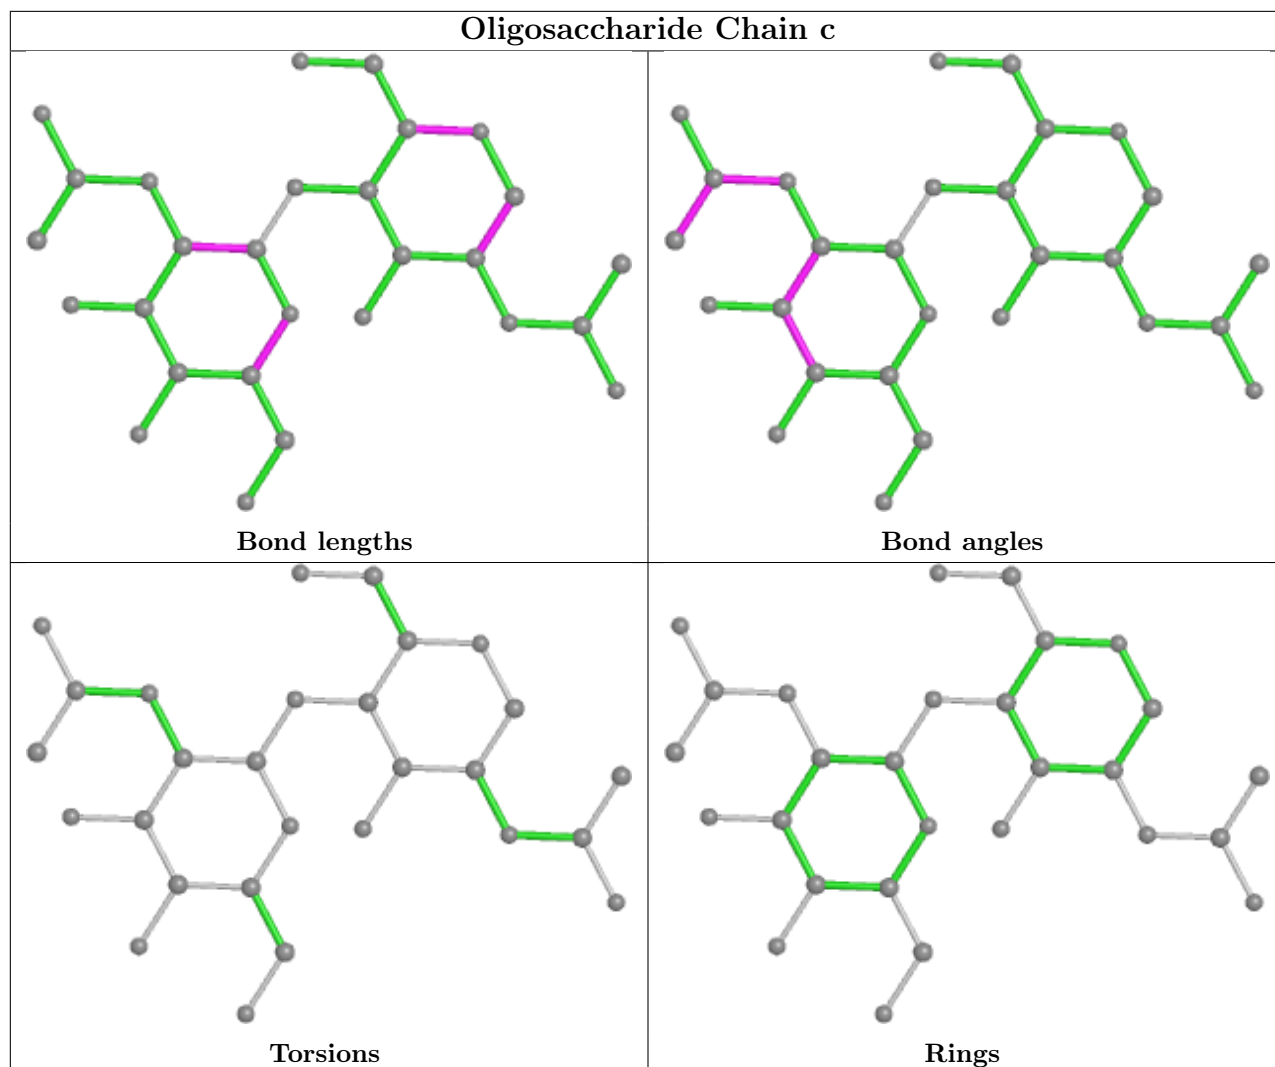 Oligosaccharide Chain c
Bond lengths
Bond angles
Torsions
Rings